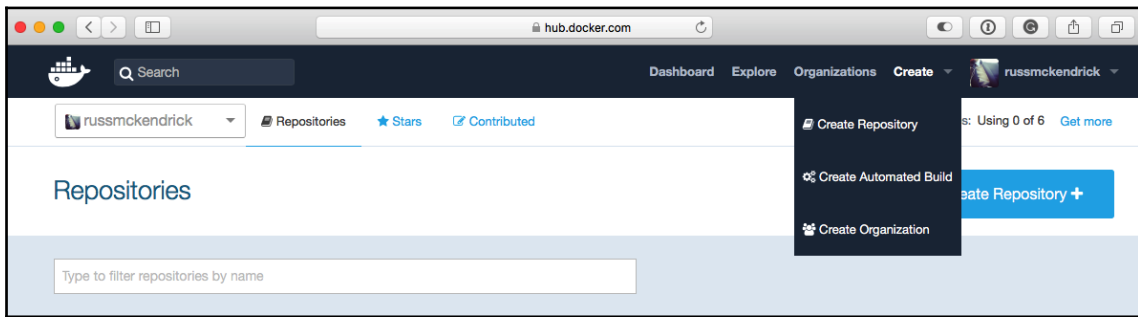 hub.docker.com
Search
Dashboard Explore Organizations Create russmckendrick
russmckendrick Repositories Stars Contributed s: Using 0 of 6 Get more
Create Repository
Repositories
Create Automated Build
eate Repository +
Create Organization
Type to filter repositories by name